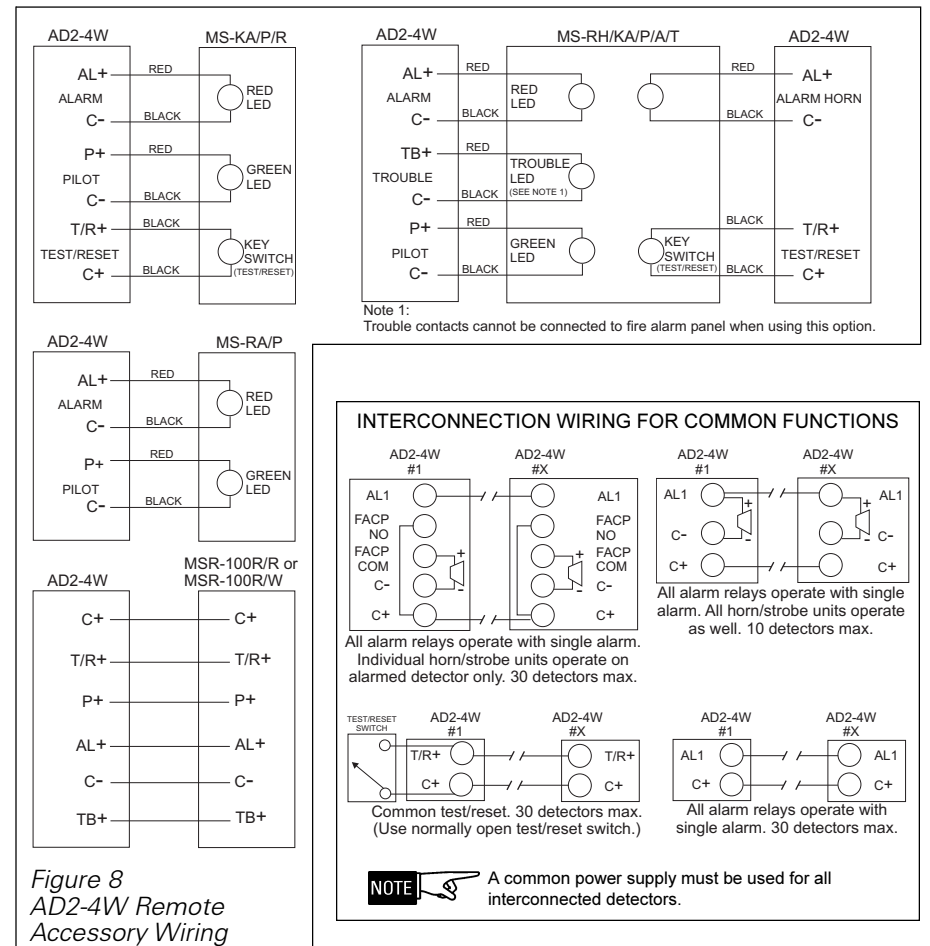 AD2-4W MS-KA/P/R
AL+ RED
RED
LED
ALARM
C- BLACK
P+ RED
GREEN
LED
PILOT
C- BLACK
T/R+ BLACK
KEY
SWITCH
(TEST/RESET)
TEST/RESET
C+ BLACK
AD2-4W MS-RH/KA/P/A/T AD2-4W
AL+ RED
RED
LED
ALARM
C- BLACK
TB+ RED
TROUBLE
LED
(SEE NOTE 1)
TROUBLE
C- BLACK
P+ RED
GREEN
LED
PILOT
C- BLACK
RED AL+
ALARM HORN
BLACK C-
BLACK T/R+
KEY
SWITCH
(TEST/RESET)
TEST/RESET
BLACK C+
Note 1:
Trouble contacts cannot be connected to fire alarm panel when using this option.
AD2-4W MS-RA/P
AL+ RED
RED
LED
ALARM
C- BLACK
P+ RED
GREEN
LED
PILOT
C- BLACK
AD2-4W
MSR-100R/R or
MSR-100R/W
C+ C+
T/R+ T/R+
P+ P+
AL+ AL+
C- C-
TB+ TB+
Figure 8
AD2-4W Remote
Accessory Wiring
INTERCONNECTION WIRING FOR COMMON FUNCTIONS
AD2-4W AD2-4W
#1 #X
AL1 AL1
FACP FACP
NO NO
FACP + + FACP
COM COM
C- - - C-
C+ C+
All alarm relays operate with single alarm.
Individual horn/strobe units operate on
alarmed detector only. 30 detectors max.
AD2-4W AD2-4W
#1 #X
AL1 + + AL1
C- - - C-
C+ C+
All alarm relays operate with single
alarm. All horn/strobe units operate
as well. 10 detectors max.
TEST/RESET
SWITCH
AD2-4W AD2-4W
#1 #X
T/R+ T/R+
C+ C+
Common test/reset. 30 detectors max.
(Use normally open test/reset switch.)
AD2-4W AD2-4W
#1 #X
AL1 AL1
C+ C+
All alarm relays operate with
single alarm. 30 detectors max.
NOTE
A common power supply must be used for all
interconnected detectors.